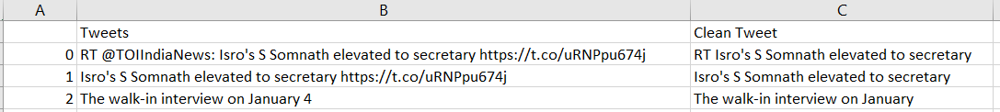 A B C
Tweets Clean Tweet
0 RT @TOIIndiaNews: Isro's S Somnath elevated to secretary https://t.co/uRNPpu674j RT Isro's S Somnath elevated to secretary
1 Isro's S Somnath elevated to secretary https://t.co/uRNPpu674j Isro's S Somnath elevated to secretary
2 The walk-in interview on January 4 The walk-in interview on January